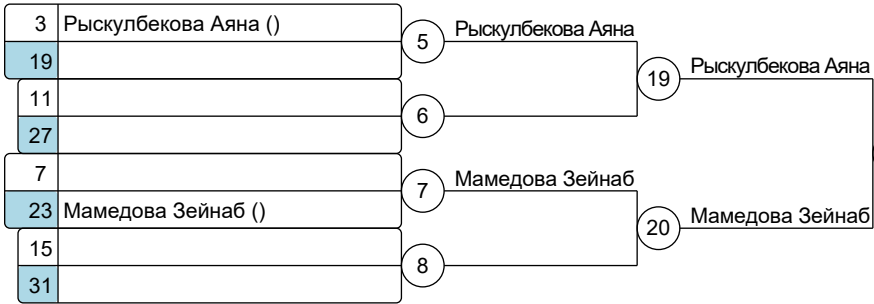 3 Рыскулбекова Аяна ()
19
5 Рыскулбекова Аяна
19 Рыскулбекова Аяна
11
27
6
7
23 Мамедова Зейнаб ()
7 Мамедова Зейнаб
20 Мамедова Зейнаб
15
31
8